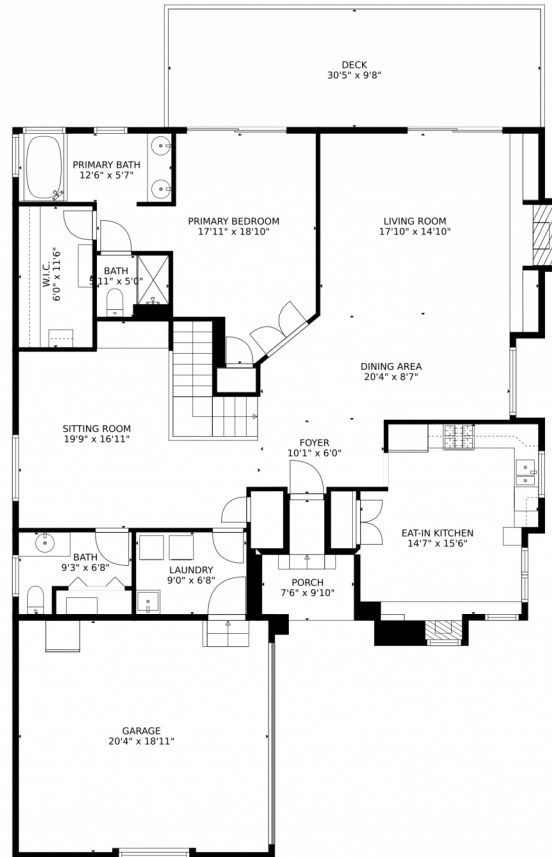 DECK
30'5" x 9'8"
PRIMARY BATH
12'6" x 5'7"
PRIMARY BEDROOM
17'11" x 18'10"
LIVING ROOM
17'10" x 14'10"
W.I.C.
6'0" x 11'6"
BATH
x 5'0"
DINING AREA
20'4" x 8'7"
SITTING ROOM
19'9" x 16'11"
FOYER
10'1" x 6'0"
EAT-IN KITCHEN
14'7" x 15'6"
BATH
9'3" x 6'8"
LAUNDRY
9'0" x 6'8"
PORCH
7'6" x 9'10"
GARAGE
20'4" x 18'11"